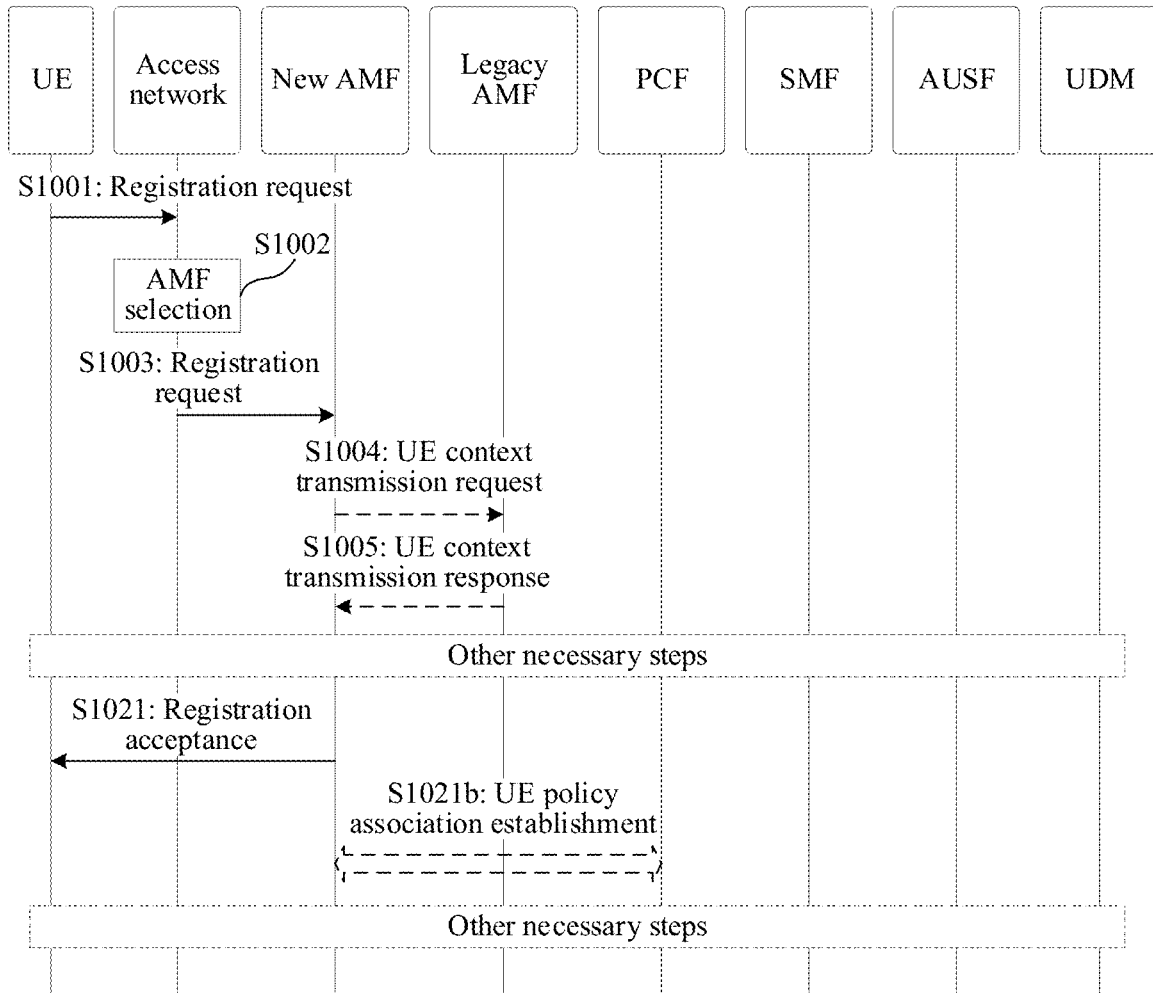 UE
Access
network
New AMF
Legacy
AMF
PCF
SMF
AUSF
UDM
S1001: Registration request
S1002
AMF
selection
S1003: Registration
request
S1004: UE context
transmission request
S1005: UE context
transmission response
Other necessary steps
S1021: Registration
acceptance
S1021b: UE policy
association establishment
Other necessary steps